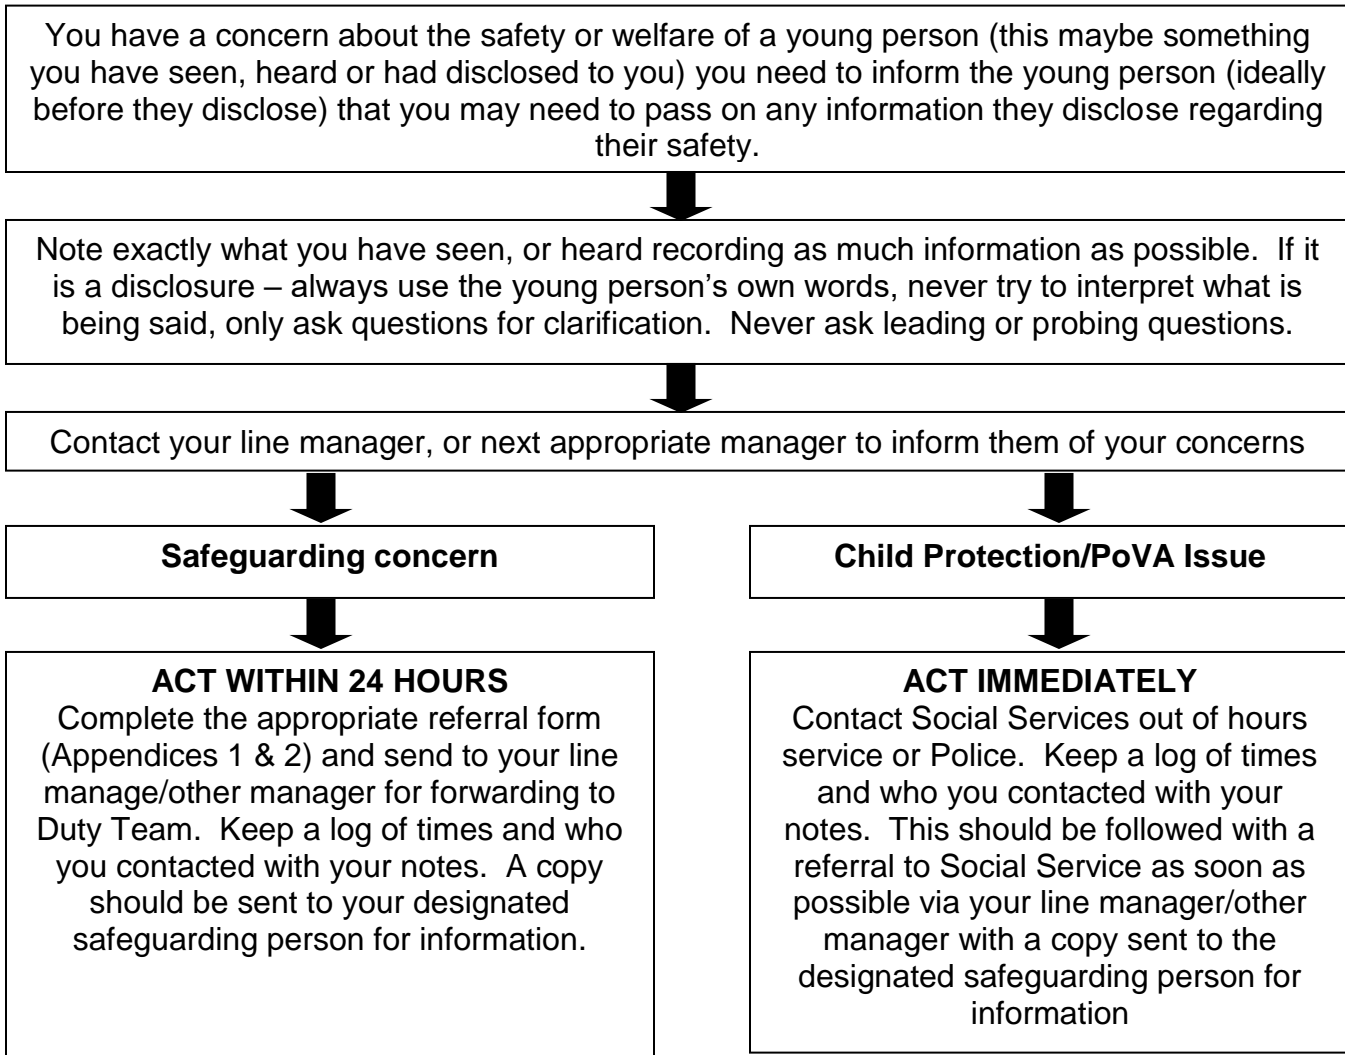 You have a concern about the safety or welfare of a young person (this maybe something
you have seen, heard or had disclosed to you) you need to inform the young person (ideally
before they disclose) that you may need to pass on any information they disclose regarding
their safety.
Note exactly what you have seen, or heard recording as much information as possible.  If it
is a disclosure – always use the young person's own words, never try to interpret what is
being said, only ask questions for clarification.  Never ask leading or probing questions.
Contact your line manager, or next appropriate manager to inform them of your concerns
Safeguarding concern
ACT WITHIN 24 HOURS
Complete the appropriate referral form
(Appendices 1 & 2) and send to your line
manage/other manager for forwarding to
Duty Team.  Keep a log of times and who
you contacted with your notes.  A copy
should be sent to your designated
safeguarding person for information.
Child Protection/PoVA Issue
ACT IMMEDIATELY
Contact Social Services out of hours
service or Police.  Keep a log of times
and who you contacted with your
notes.  This should be followed with a
referral to Social Service as soon as
possible via your line manager/other
manager with a copy sent to the
designated safeguarding person for
information